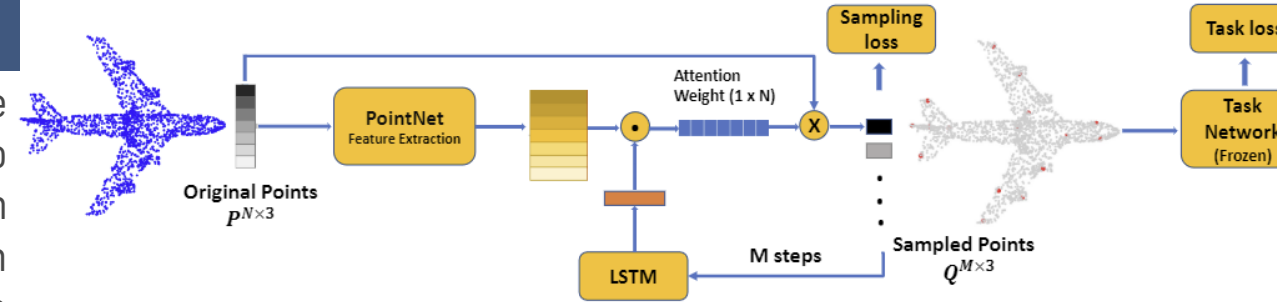 Sampling
loss
Task loss
Attention
Weight (1 x N)
PointNet
Feature Extraction
X
Task
Network
(Frozen)
Original Points
P^{N×3}
M steps
LSTM
Sampled Points
Q^{M×3}